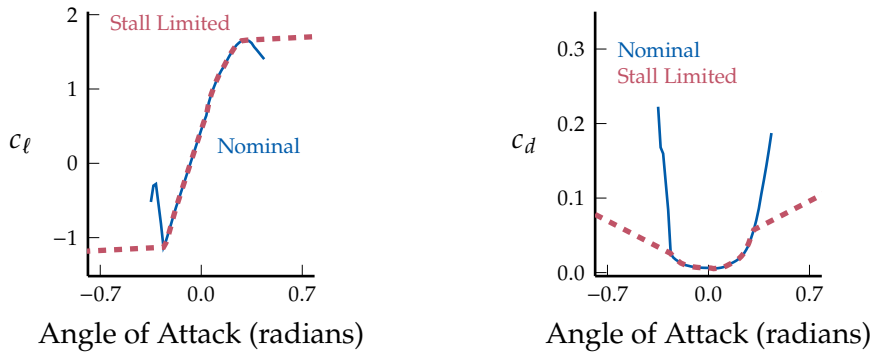 Stall Limited
2
1
0
−1
cℓ
Nominal
−0.7 0.0 0.7
Angle of Attack (radians)
0.3
0.2
0.1
0.0
cd
Nominal
Stall Limited
−0.7 0.0 0.7
Angle of Attack (radians)